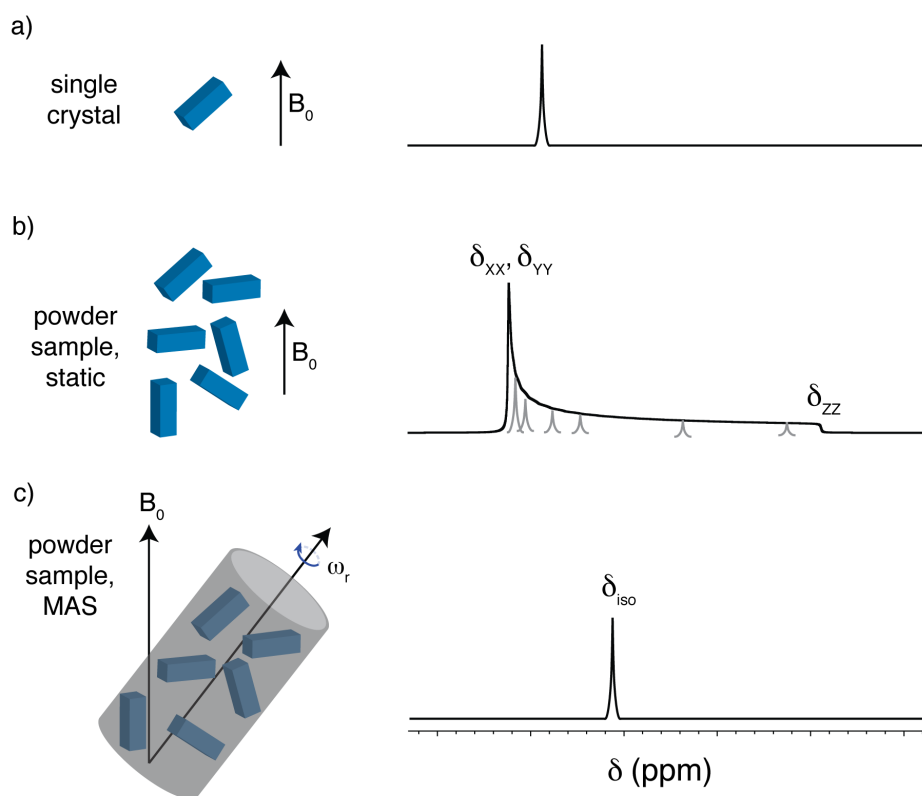 a)
single
crystal
B₀
b)
δXX, δYY
powder
sample,
static
B₀
δZZ
c)
B₀
powder
sample,
MAS
ωr
δiso
δ (ppm)